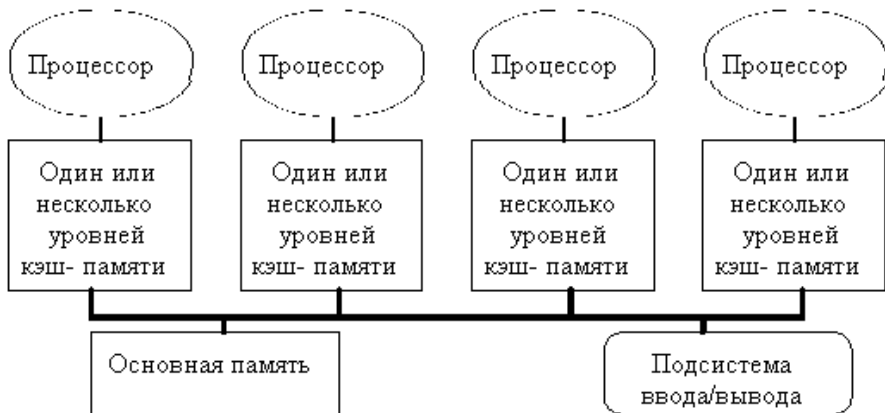 Процессор
Процессор
Процессор
Процессор
Один или
несколько
уровней
кэш- памяти
Один или
несколько
уровней
кэш- памяти
Один или
несколько
уровней
кэш- памяти
Один или
несколько
уровней
кэш- памяти
Основная память
Подсистема
ввода/вывода